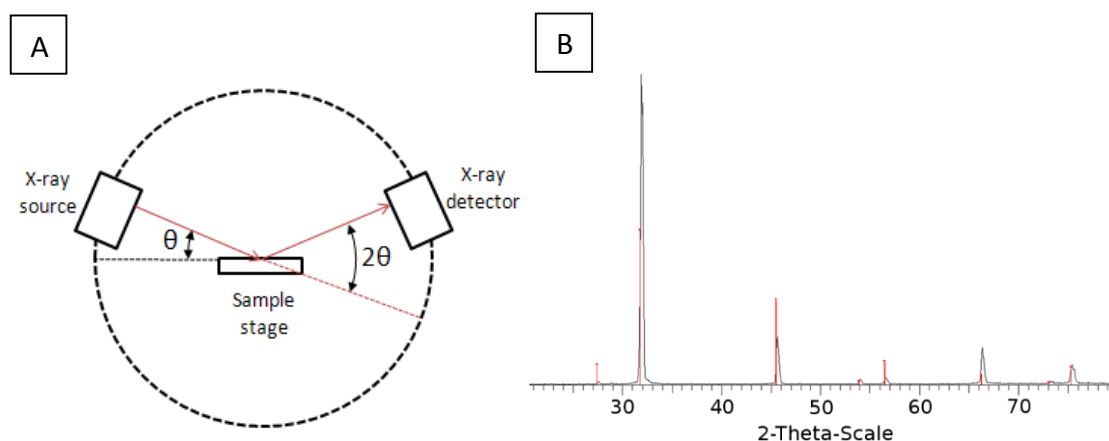 A
X-ray
source
θ
Sample
stage
2θ
X-ray
detector
B
30 40 50 60 70
2-Theta-Scale